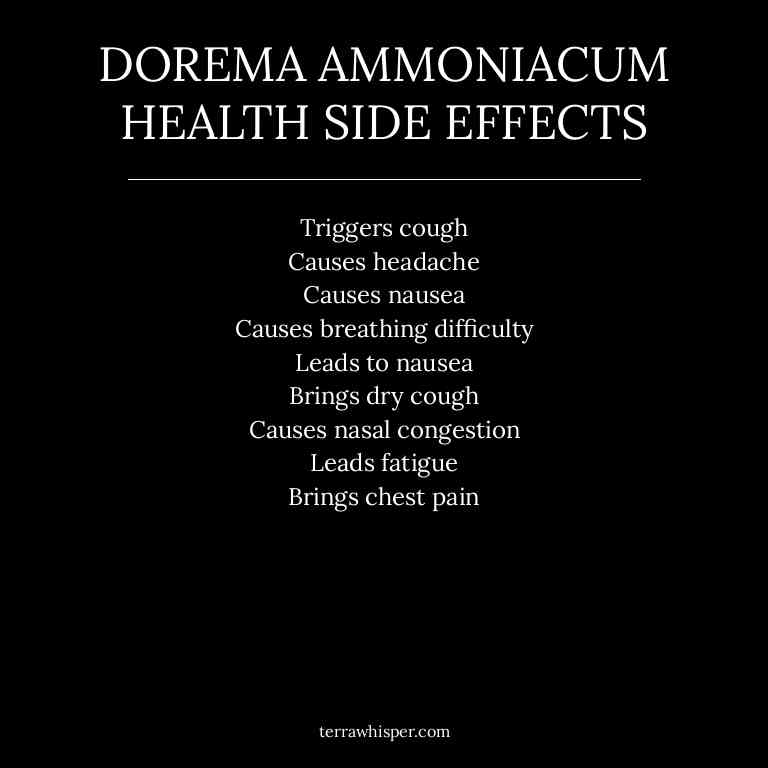 DOREMA AMMONIACUM
HEALTH SIDE EFFECTS
Triggers cough
Causes headache
Causes nausea
Causes breathing difficulty
Leads to nausea
Brings dry cough
Causes nasal congestion
Leads fatigue
Brings chest pain
terrawhisper.com